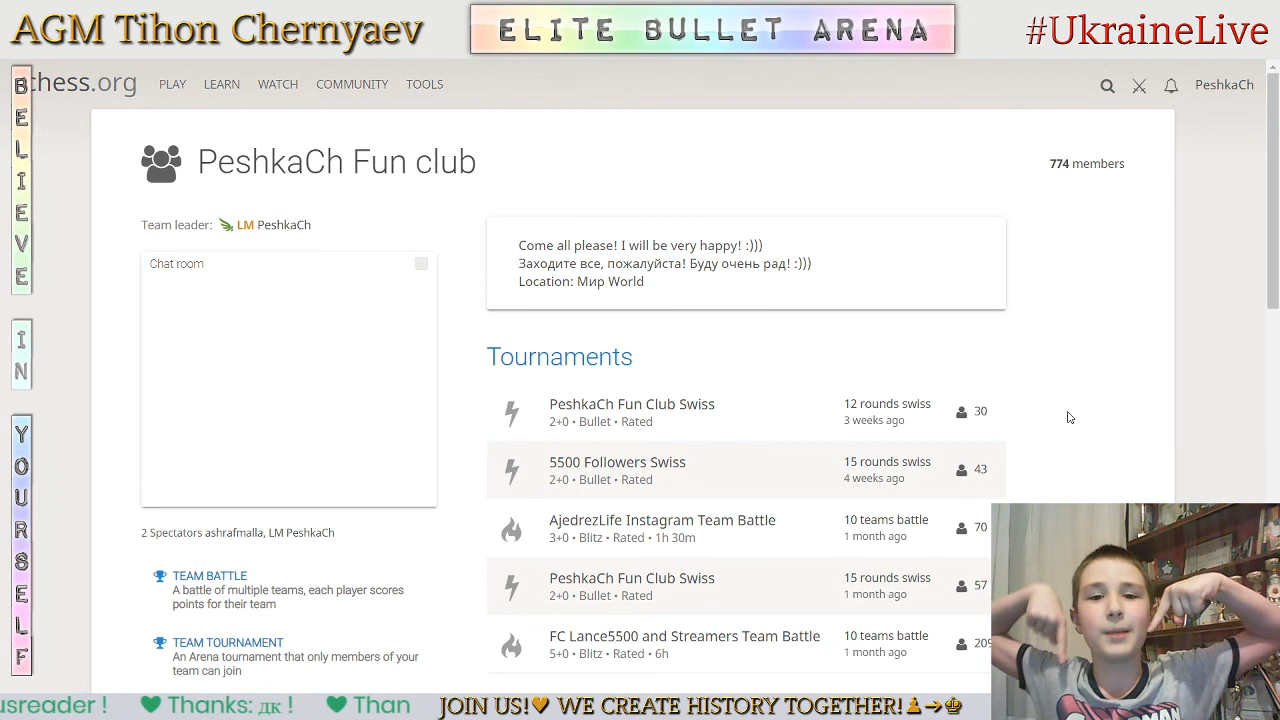 AGM Tihon Chernyaev
ELITE BULLET ARENA
#UkraineLive
BELIEVE
IN
YOURSELF
chess.org
PLAY
LEARN
WATCH
COMMUNITY
TOOLS
PeshkaCh
PeshkaCh Fun club
774 members
Team leader: LM PeshkaCh
Chat room
Come all please! I will be very happy! :)))
Заходите все, пожалуйста! Буду очень рад! :)))
Location: Мир World
Tournaments
PeshkaCh Fun Club Swiss
2+0 • Bullet • Rated
12 rounds swiss
3 weeks ago
30
5500 Followers Swiss
2+0 • Bullet • Rated
15 rounds swiss
4 weeks ago
43
AjedrezLife Instagram Team Battle
3+0 • Blitz • Rated • 1h 30m
10 teams battle
1 month ago
70
PeshkaCh Fun Club Swiss
2+0 • Bullet • Rated
15 rounds swiss
1 month ago
57
FC Lance5500 and Streamers Team Battle
5+0 • Blitz • Rated • 6h
10 teams battle
1 month ago
209
2 Spectators ashrafmalla, LM PeshkaCh
TEAM BATTLE
A battle of multiple teams, each player scores
points for their team
TEAM TOURNAMENT
An Arena tournament that only members of your
team can join
usreader !
Thanks: дк !
Than
JOIN US!♥ WE CREATE HISTORY TOGETHER!♟→♚